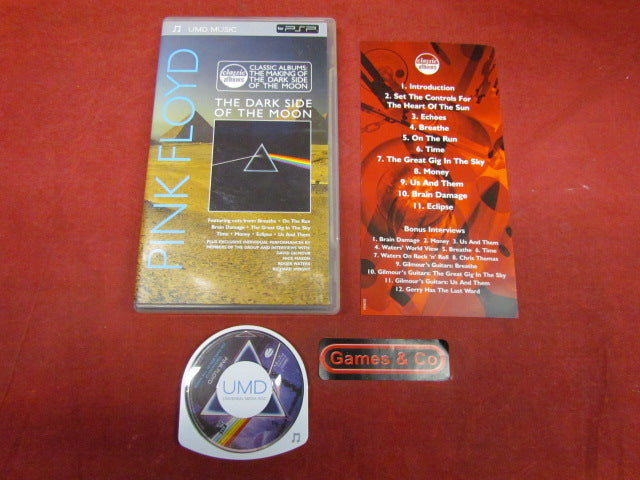 UMD MUSIC
for PSP
PINK FLOYD
classic
albums
CLASSIC ALBUMS:
THE MAKING OF
THE DARK SIDE
OF THE MOON
THE DARK SIDE
OF THE MOON
Featuring cuts from: Breathe • On The Run
Brain Damage • The Great Gig In The Sky
Time • Money • Eclipse • Us And Them
PLUS EXCLUSIVE INDIVIDUAL PERFORMANCES BY
MEMBERS OF THE GROUP AND INTERVIEWS WITH
DAVID GILMOUR
NICK MASON
ROGER WATERS
RICHARD WRIGHT
classic
albums
1. Introduction
2. Set The Controls For
The Heart Of The Sun
3. Echoes
4. Breathe
5. On The Run
6. Time
7. The Great Gig In The Sky
8. Money
9. Us And Them
10. Brain Damage
11. Eclipse
Bonus Interviews
1. Brain Damage 2. Money 3. Us And Them
4. Waters' World View 5. Breathe 6. Time
7. Waters On Rock 'n' Roll 8. Chris Thomas
9. Gilmour's Guitars: Breathe
10. Gilmour's Guitars: The Great Gig In The Sky
11. Gilmour's Guitars: Us And Them
12. Gerry Has The Last Word
PINK FLOYD
UMD
UNIVERSAL MEDIA DISC
Games & Co